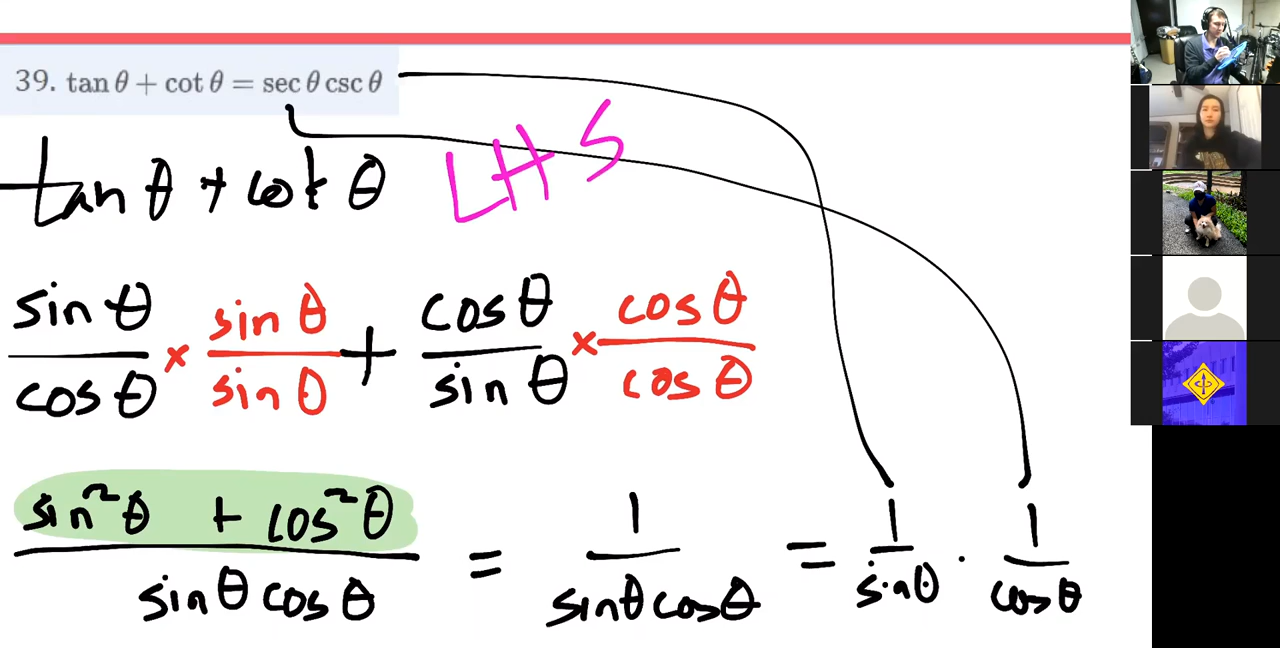 39. tan θ + cot θ = sec θ csc θ
LHS
tan θ + cot θ
sin θ / cos θ × sin θ / sin θ + cos θ / sin θ × cos θ / cos θ
sin²θ + cos²θ / sin θ cos θ = 1 / sin θ cos θ = 1 / sin θ · 1 / cos θ